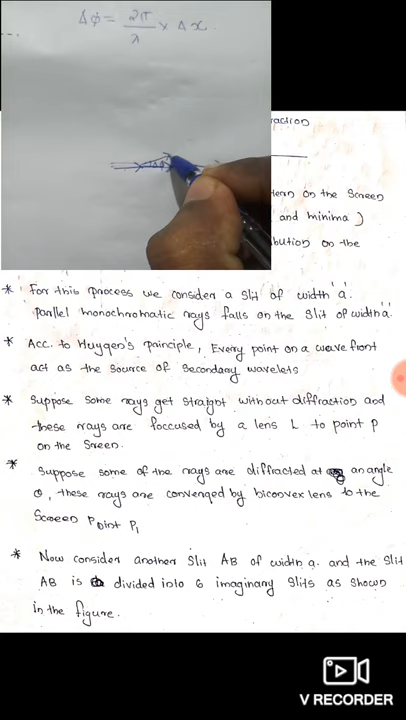 Δφ = 2π/λ × Δx.
raction
tern on the Screen
and minima )
bution on the
* For this process we consider a slit of width 'a'.
parallel monochromatic rays falls on the slit of width 'a'.
* Acc. to Huygen's principle, Every point on a wave front
act as the source of secondary wavelets
* Suppose some rays get straight without diffraction and
these rays are foccused by a lens L to point P
on the Screen.
* Suppose some of the rays are diffracted at an angle
θ, these rays are convenged by biconvex lens to the
Screen Point P₁
* Now consider another slit AB of width a. and the slit
AB is divided into 6 imaginary slits as shown
in the figure.
V RECORDER